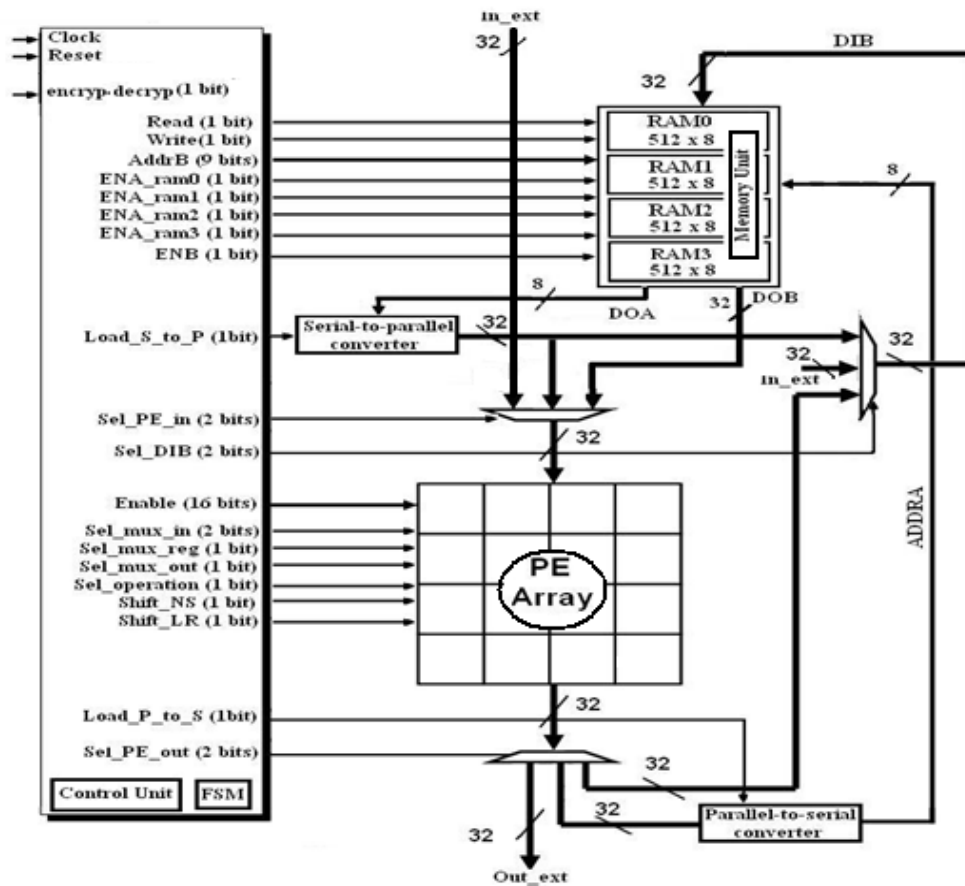 in_ext
32
Clock
Reset
encryp-decryp (1 bit)
DIB
32
Read (1 bit)
Write(1 bit)
AddrB (9 bits)
ENA_ram0 (1 bit)
ENA_ram1 (1 bit)
ENA_ram2 (1 bit)
ENA_ram3 (1 bit)
ENB (1 bit)
RAM0
512 x 8
RAM1
512 x 8
RAM2
512 x 8
RAM3
512 x 8
Memory Unit
8
8
DOA
32
DOB
Load_S_to_P (1bit)
Serial-to-parallel
converter
32
32
in_ext
32
Sel_PE_in (2 bits)
Sel_DIB (2 bits)
32
Enable (16 bits)
Sel_mux_in (2 bits)
Sel_mux_reg (1 bit)
Sel_mux_out (1 bit)
Sel_operation (1 bit)
Shift_NS (1 bit)
Shift_LR (1 bit)
PE
Array
ADDRA
32
Load_P_to_S (1bit)
Sel_PE_out (2 bits)
32
Control Unit
FSM
32
32
Parallel-to-serial
converter
Out_ext